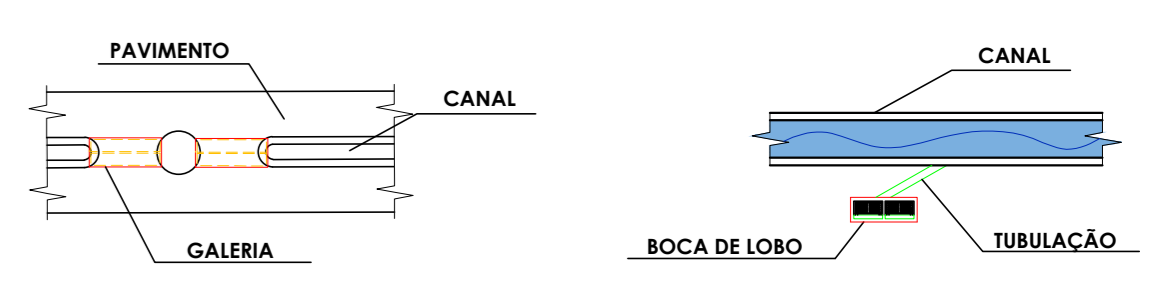 PAVIMENTO
CANAL
GALERIA
CANAL
BOCA DE LOBO
TUBULAÇÃO